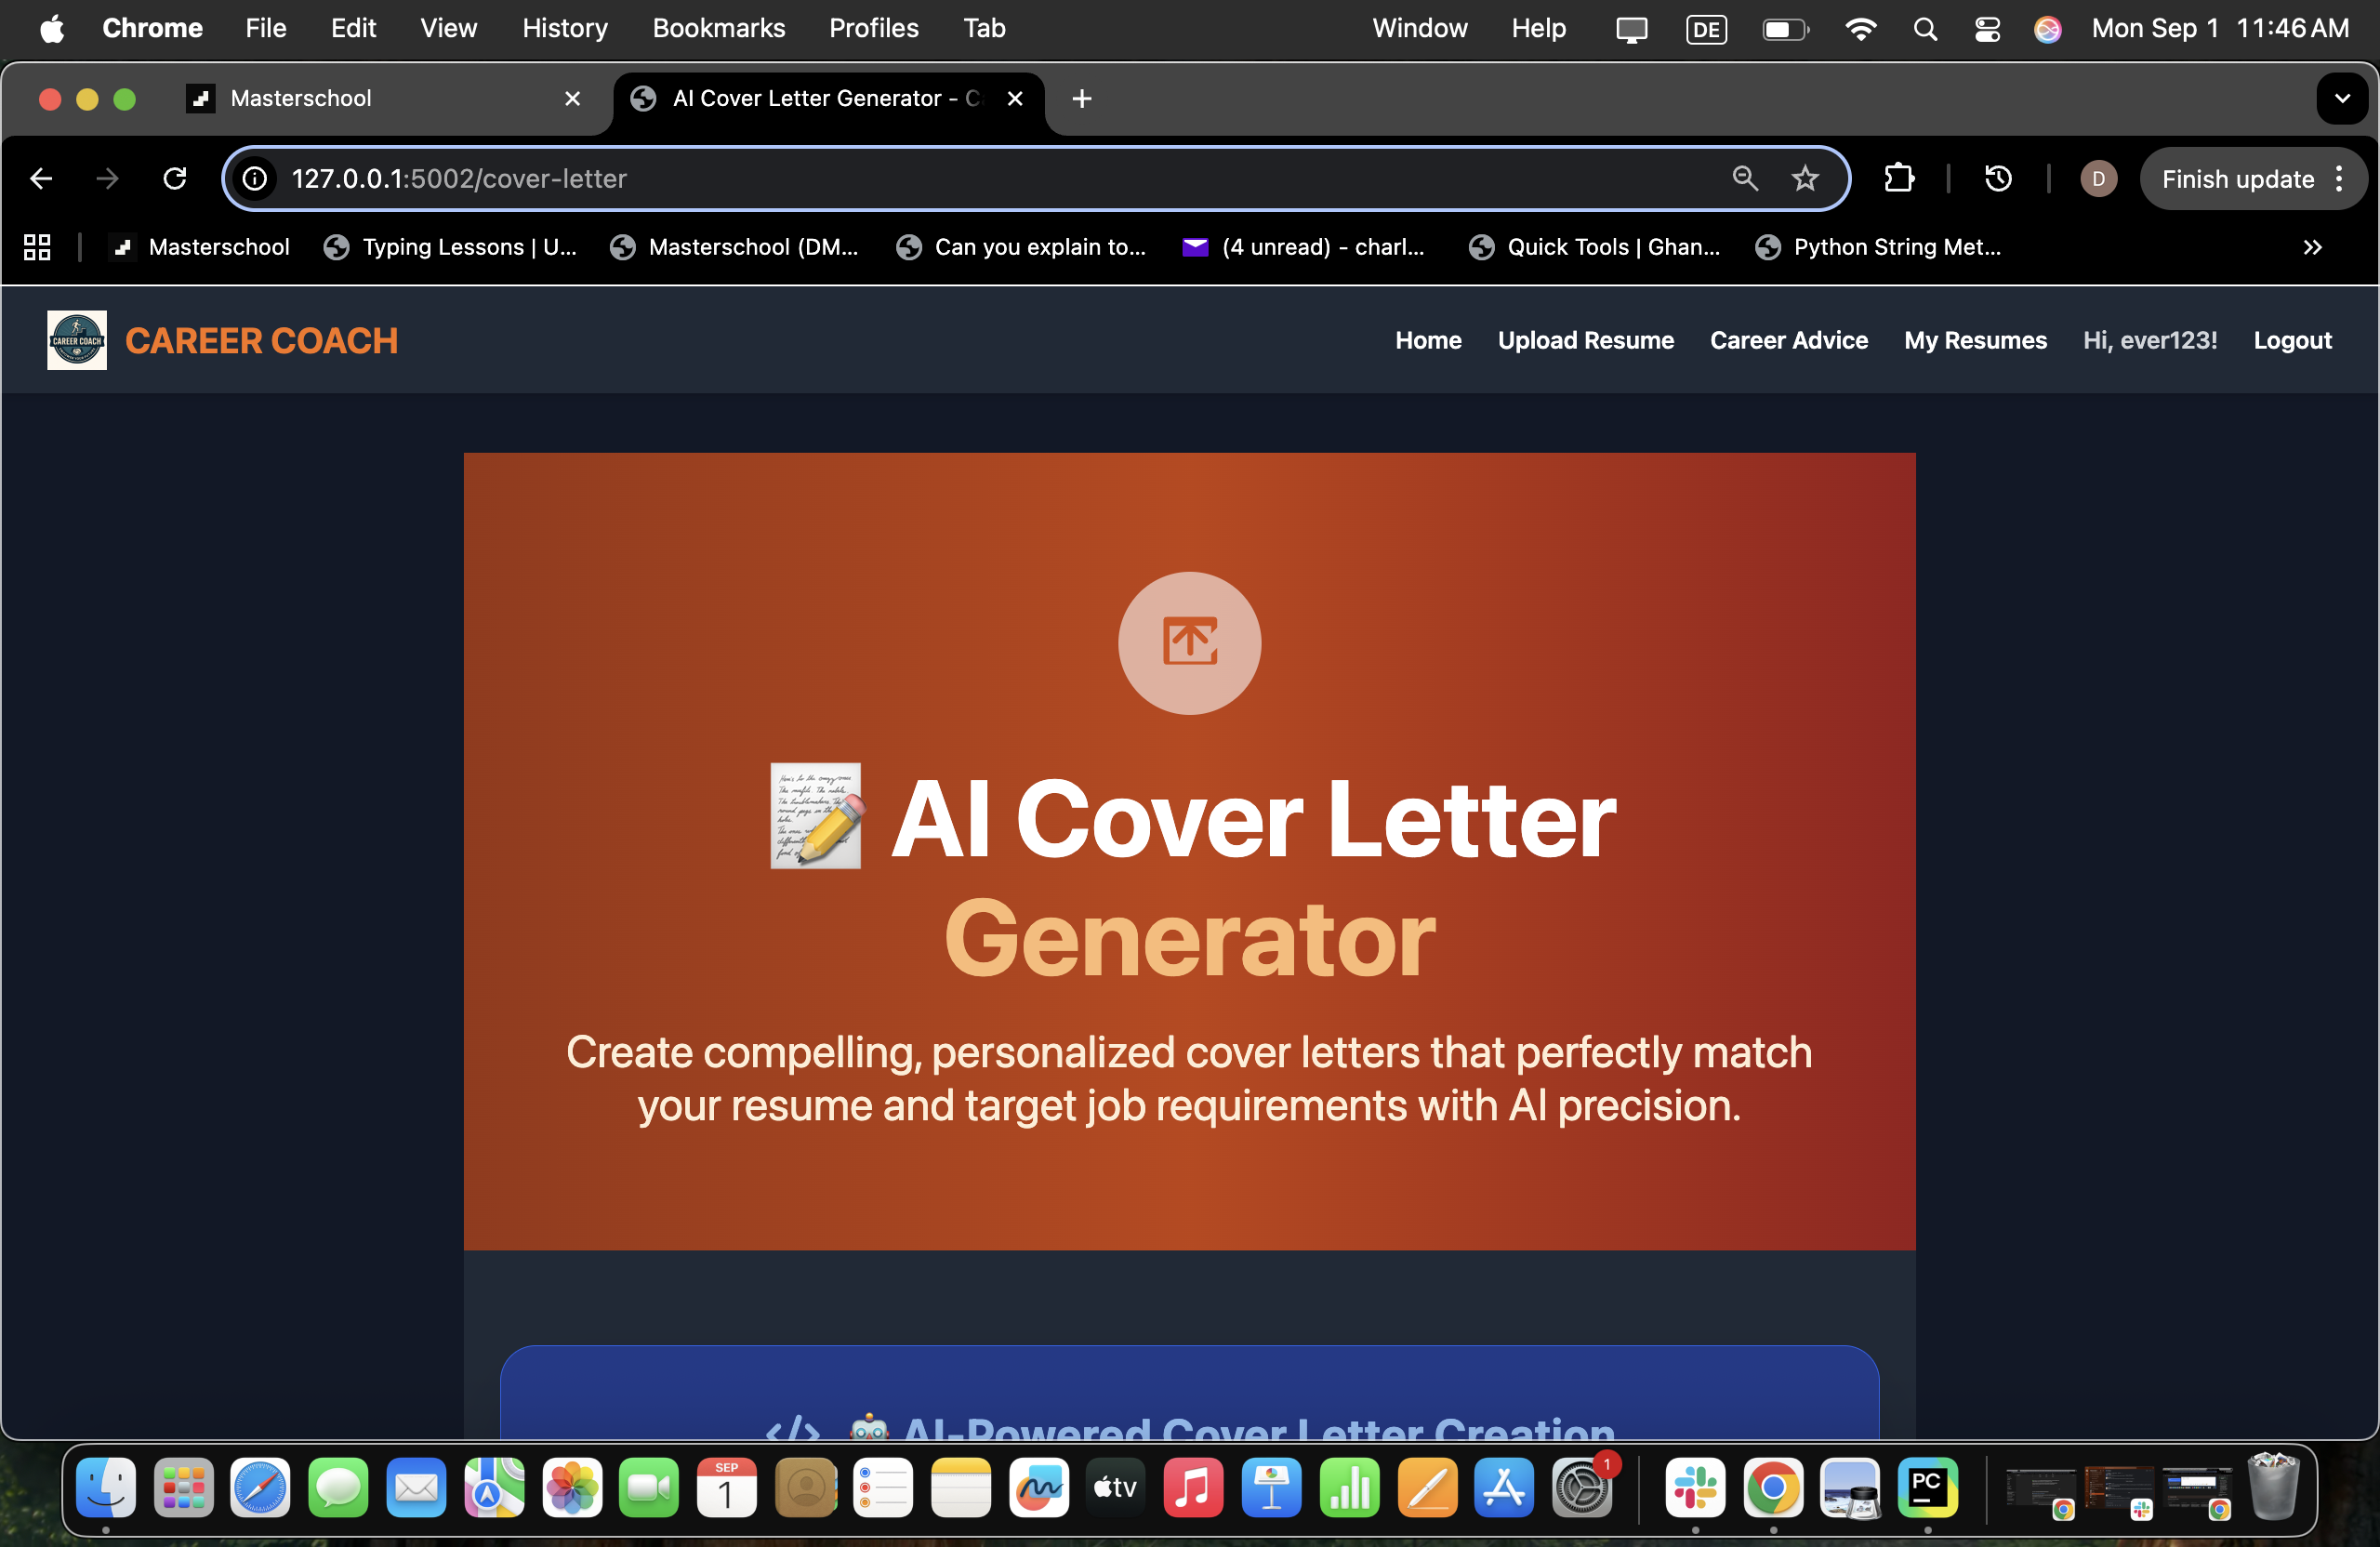 Chrome File Edit View History Bookmarks Profiles Tab Window Help DE Mon Sep 1 11:46 AM
Masterschool
AI Cover Letter Generator - C
127.0.0.1:5002/cover-letter
D
Finish update
Masterschool
Typing Lessons | U...
Masterschool (DM...
Can you explain to...
(4 unread) - charl...
Quick Tools | Ghan...
Python String Met...
CAREER COACH
CAREER COACH
Home Upload Resume Career Advice My Resumes Hi, ever123! Logout
AI Cover Letter
Generator
Create compelling, personalized cover letters that perfectly match
your resume and target job requirements with AI precision.
</> AI-Powered Cover Letter Creation
SEP
1
tv
1
PC